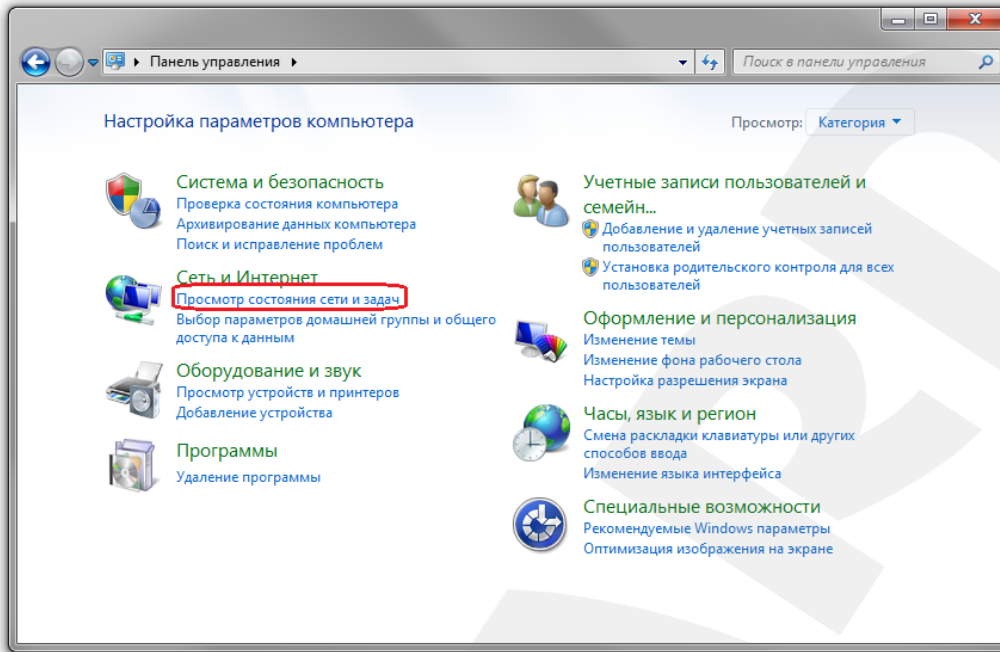 Панель управления
Поиск в панели управления
Настройка параметров компьютера
Просмотр: Категория
Система и безопасность
Проверка состояния компьютера
Архивирование данных компьютера
Поиск и исправление проблем
Сеть и Интернет
Просмотр состояния сети и задач
Выбор параметров домашней группы и общего
доступа к данным
Оборудование и звук
Просмотр устройств и принтеров
Добавление устройства
Программы
Удаление программы
Учетные записи пользователей и
семейн...
Добавление и удаление учетных записей
пользователей
Установка родительского контроля для всех
пользователей
Оформление и персонализация
Изменение темы
Изменение фона рабочего стола
Настройка разрешения экрана
Часы, язык и регион
Смена раскладки клавиатуры или других
способов ввода
Изменение языка интерфейса
Специальные возможности
Рекомендуемые Windows параметры
Оптимизация изображения на экране